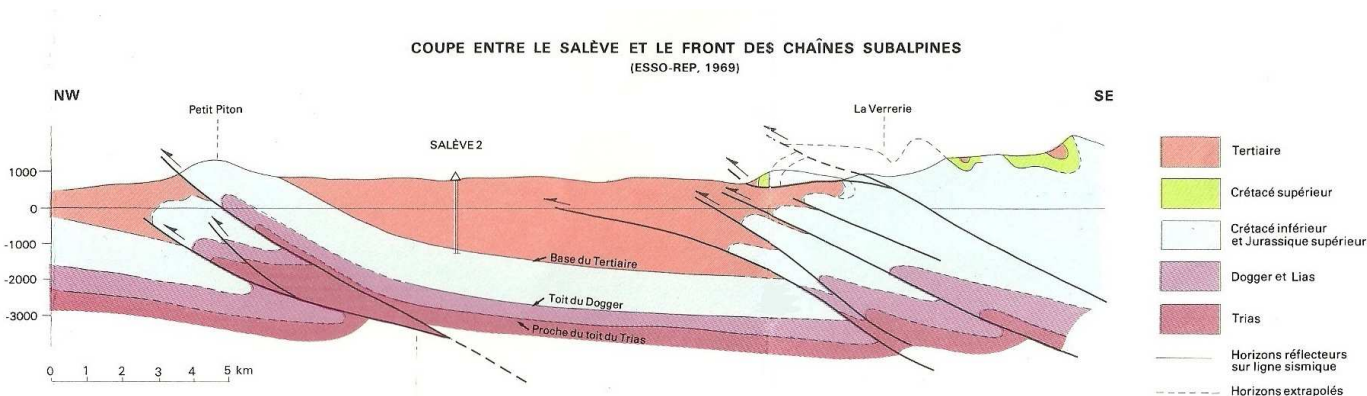 COUPE ENTRE LE SALÈVE ET LE FRONT DES CHAÎNES SUBALPINES
(ESSO-REP, 1969)
NW
SE
Petit Piton
La Verrerie
SALÈVE 2
1000
0
-1000
-2000
-3000
Base du Tertiaire
Toit du Dogger
Proche du toit du Trias
0 1 2 3 4 5 km
Tertiaire
Crétacé supérieur
Crétacé inférieur
et Jurassique supérieur
Dogger et Lias
Trias
Horizons réflecteurs
sur ligne sismique
Horizons extrapolés